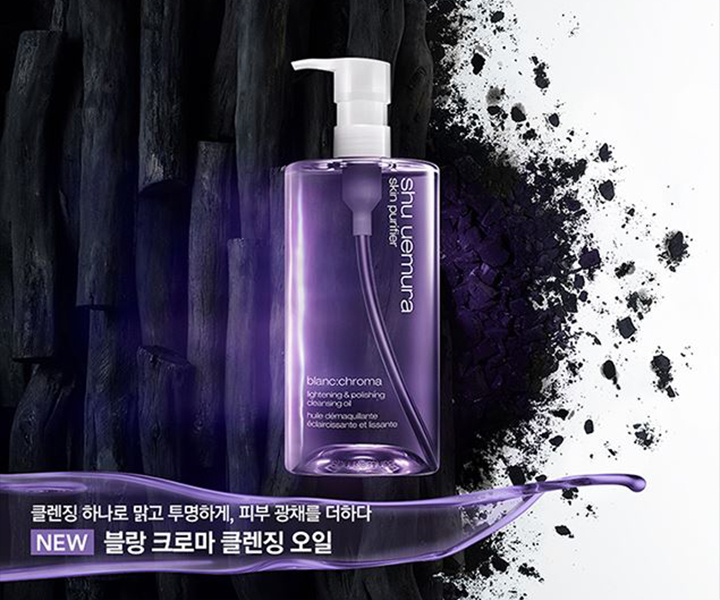 shu uemura
skin purifier
blanc:chroma
lightening & polishing
cleansing oil
huile démaquillante
éclaircissante et lissante
shu uemura
클렌징 하나로 맑고 투명하게, 피부 광채를 더하다
NEW 블랑 크로마 클렌징 오일